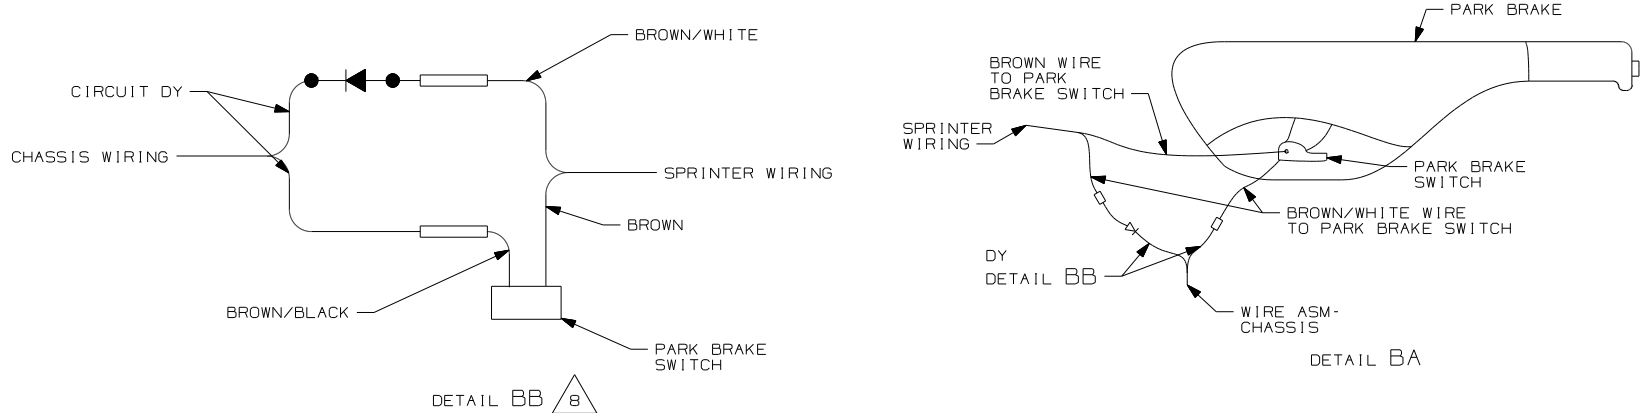 BROWN/WHITE
CIRCUIT DY
CHASSIS WIRING
SPRINTER WIRING
BROWN
BROWN/BLACK
PARK BRAKE
SWITCH
DETAIL BB
8
PARK BRAKE
BROWN WIRE
TO PARK
BRAKE SWITCH
SPRINTER
WIRING
PARK BRAKE
SWITCH
BROWN/WHITE WIRE
TO PARK BRAKE SWITCH
DY
DETAIL BB
WIRE ASM-
CHASSIS
DETAIL BA